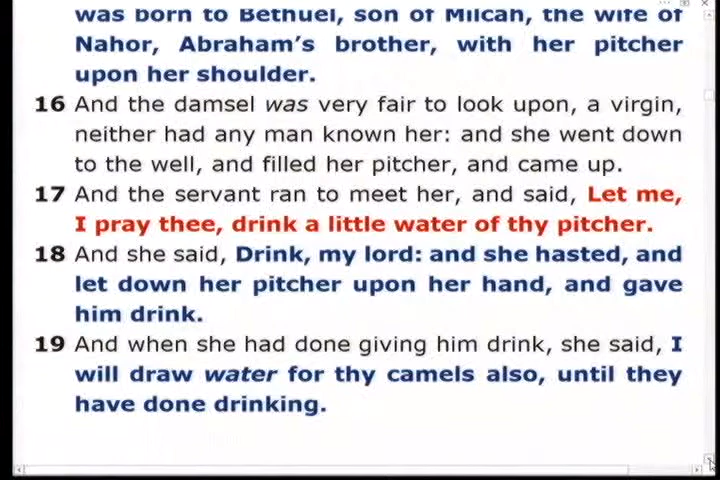 was born to Bethuel, son of Milcah, the wife of
Nahor, Abraham's brother, with her pitcher
upon her shoulder.
16 And the damsel was very fair to look upon, a virgin,
neither had any man known her: and she went down
to the well, and filled her pitcher, and came up.
17 And the servant ran to meet her, and said, Let me,
I pray thee, drink a little water of thy pitcher.
18 And she said, Drink, my lord: and she hasted, and
let down her pitcher upon her hand, and gave
him drink.
19 And when she had done giving him drink, she said, I
will draw water for thy camels also, until they
have done drinking.